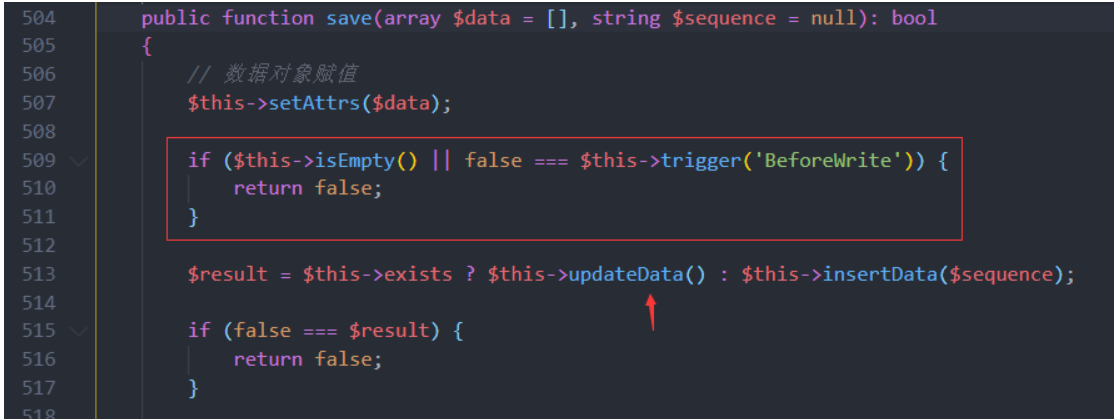 504 public function save(array $data = [], string $sequence = null): bool
505 {
506 // 数据对象赋值
507 $this->setAttrs($data);
508
509 if ($this->isEmpty() || false === $this->trigger('BeforeWrite')) {
510 return false;
511 }
512
513 $result = $this->exists ? $this->updateData() : $this->insertData($sequence);
514
515 if (false === $result) {
516 return false;
517 }
518